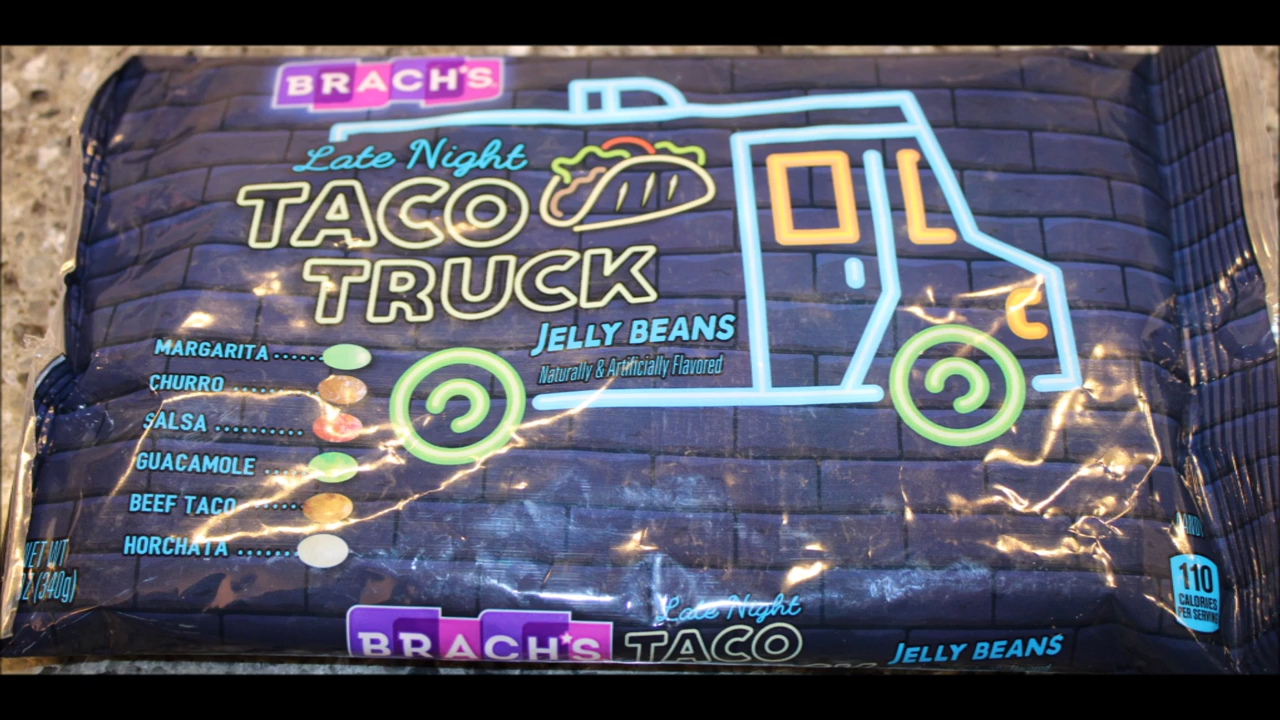 BRACH'S
Late Night
TACO
TRUCK
JELLY BEANS
Naturally & Artificially Flavored
MARGARITA
CHURRO
SALSA
GUACAMOLE
BEEF TACO
HORCHATA
NET WT
(340g)
110
CALORIES
PER SERVING
BRACH'S
Late Night
TACO
JELLY BEANS